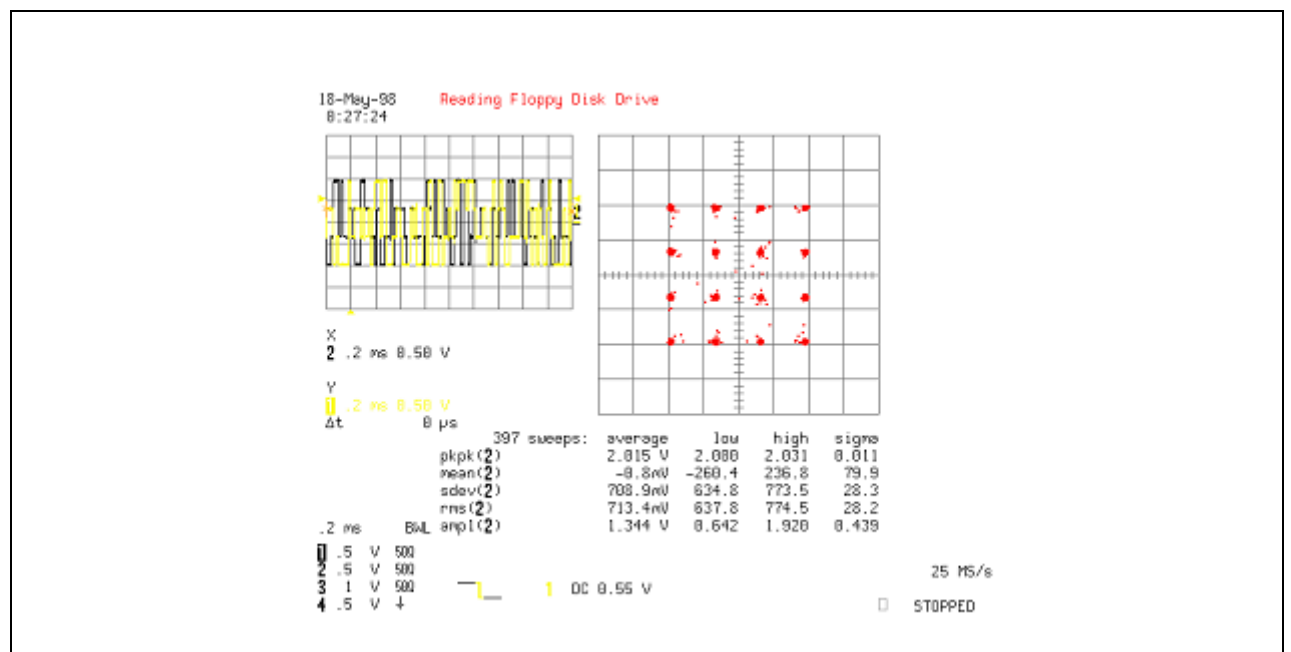 18-May-98 Reading Floppy Disk Drive
8:27:24
2
X
2 .2 ms 0.50 V
Y
1 .2 ms 0.50 V
Δt 0 µs
397 sweeps: average low high sigma
pkpk(2) 2.015 V 2.000 2.031 0.011
mean(2) -0.8mV -260.4 236.8 79.9
sdev(2) 708.9mV 634.8 773.5 28.3
rms(2) 713.4mV 637.8 774.5 28.2
.2 ms BWL ampl(2) 1.344 V 0.642 1.920 0.439
1 .5 V 50Ω
2 .5 V 50Ω
3 1 V 50Ω
4 .5 V
1 DC 0.55 V
25 MS/s
STOPPED